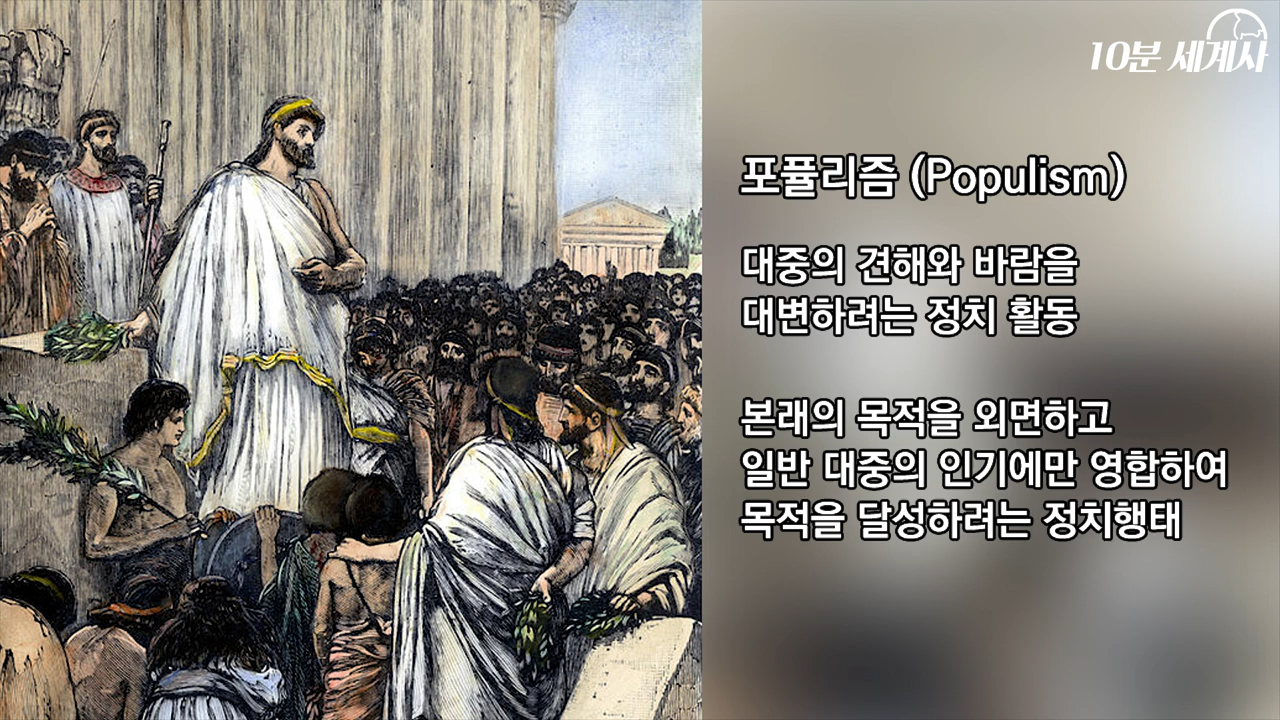 10분 세계사
포퓰리즘 (Populism)
대중의 견해와 바람을
대변하려는 정치 활동
본래의 목적을 외면하고
일반 대중의 인기에만 영합하여
목적을 달성하려는 정치행태